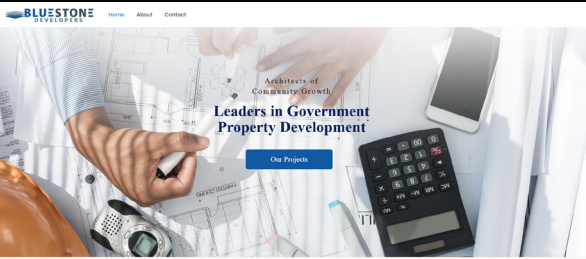 BLUESTONE
DEVELOPERS
Home About Contact
Architects of
Community Growth
Leaders in Government
Property Development
Our Projects